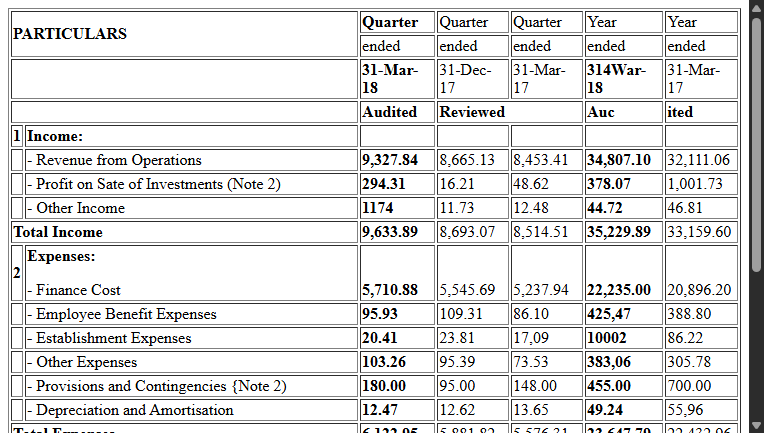 PARTICULARS Quarter Quarter Quarter Year Year
ended ended ended ended ended
31-Mar-18 31-Dec-17 31-Mar-17 314War-18 31-Mar-17
Audited Reviewed Auc ited
1 Income:
- Revenue from Operations 9,327.84 8,665.13 8,453.41 34,807.10 32,111.06
- Profit on Sate of Investments (Note 2) 294.31 16.21 48.62 378.07 1,001.73
- Other Income 1174 11.73 12.48 44.72 46.81
Total Income 9,633.89 8,693.07 8,514.51 35,229.89 33,159.60
2 Expenses:
- Finance Cost 5,710.88 5,545.69 5,237.94 22,235.00 20,896.20
- Employee Benefit Expenses 95.93 109.31 86.10 425,47 388.80
- Establishment Expenses 20.41 23.81 17,09 10002 86.22
- Other Expenses 103.26 95.39 73.53 383,06 305.78
- Provisions and Contingencies {Note 2) 180.00 95.00 148.00 455.00 700.00
- Depreciation and Amortisation 12.47 12.62 13.65 49.24 55,96
Total Expenses